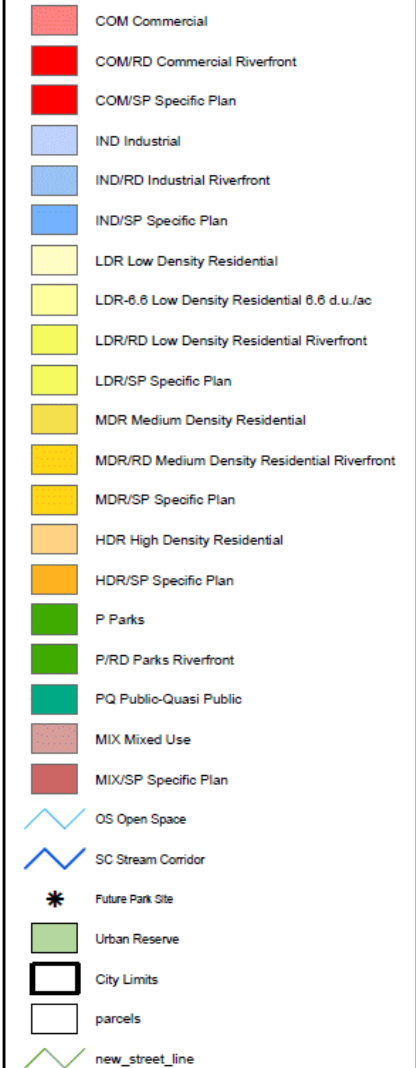 COM Commercial
COM/RD Commercial Riverfront
COM/SP Specific Plan
IND Industrial
IND/RD Industrial Riverfront
IND/SP Specific Plan
LDR Low Density Residential
LDR-6.6 Low Density Residential 6.6 d.u./ac
LDR/RD Low Density Residential Riverfront
LDR/SP Specific Plan
MDR Medium Density Residential
MDR/RD Medium Density Residential Riverfront
MDR/SP Specific Plan
HDR High Density Residential
HDR/SP Specific Plan
P Parks
P/RD Parks Riverfront
PQ Public-Quasi Public
MIX Mixed Use
MIX/SP Specific Plan
OS Open Space
SC Stream Corridor
Future Park Site
Urban Reserve
City Limits
parcels
new_street_line